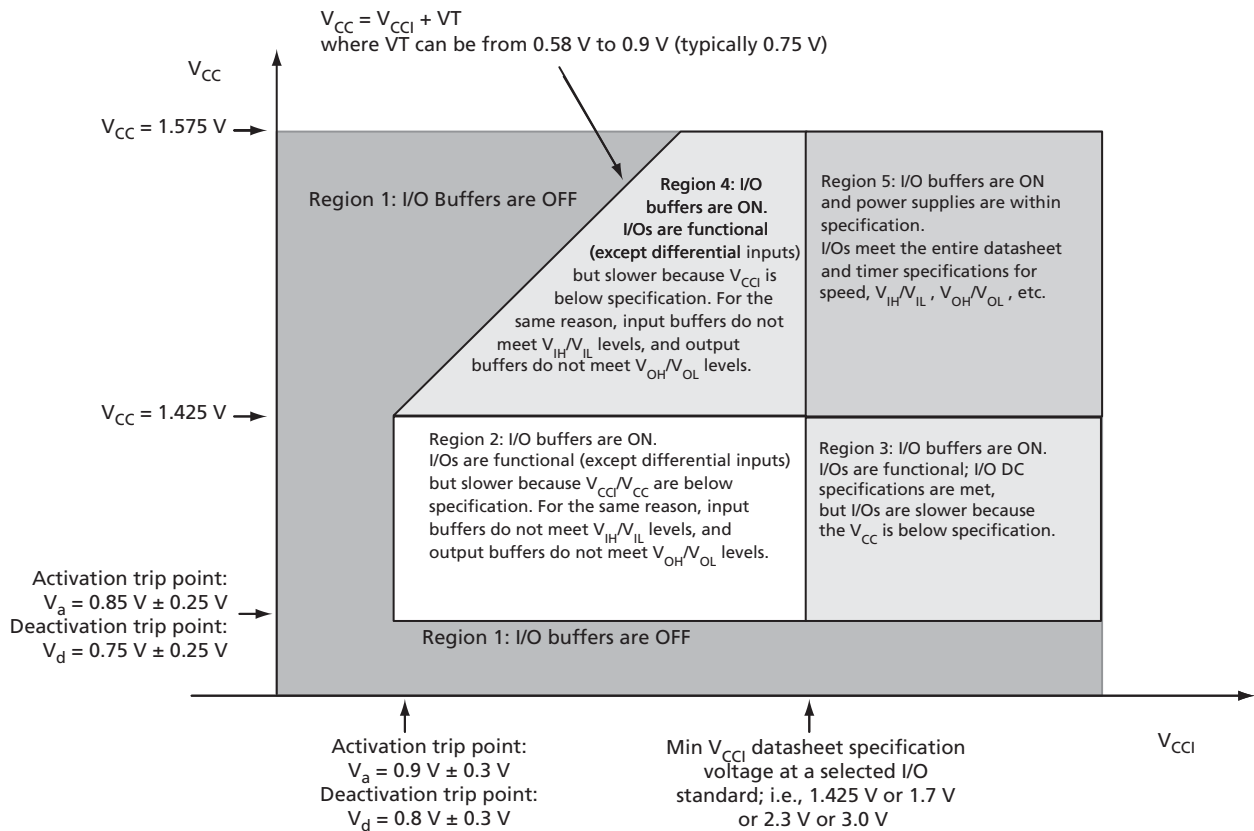 V_CC = V_CCI + VT
where VT can be from 0.58 V to 0.9 V (typically 0.75 V)
V_CC
V_CC = 1.575 V
Region 1: I/O Buffers are OFF
Region 4: I/O
buffers are ON.
I/Os are functional
(except differential inputs)
but slower because V_CCI is
below specification. For the
same reason, input buffers do not
meet V_IH/V_IL levels, and output
buffers do not meet V_OH/V_OL levels.
Region 5: I/O buffers are ON
and power supplies are within
specification.
I/Os meet the entire datasheet
and timer specifications for
speed, V_IH/V_IL , V_OH/V_OL , etc.
V_CC = 1.425 V
Region 2: I/O buffers are ON.
I/Os are functional (except differential inputs)
but slower because V_CCI/V_CC are below
specification. For the same reason, input
buffers do not meet V_IH/V_IL levels, and
output buffers do not meet V_OH/V_OL levels.
Region 3: I/O buffers are ON.
I/Os are functional; I/O DC
specifications are met,
but I/Os are slower because
the V_CC is below specification.
Activation trip point:
V_a = 0.85 V ± 0.25 V
Deactivation trip point:
V_d = 0.75 V ± 0.25 V
Region 1: I/O buffers are OFF
Activation trip point:
V_a = 0.9 V ± 0.3 V
Deactivation trip point:
V_d = 0.8 V ± 0.3 V
Min V_CCI datasheet specification
voltage at a selected I/O
standard; i.e., 1.425 V or 1.7 V
or 2.3 V or 3.0 V
V_CCI